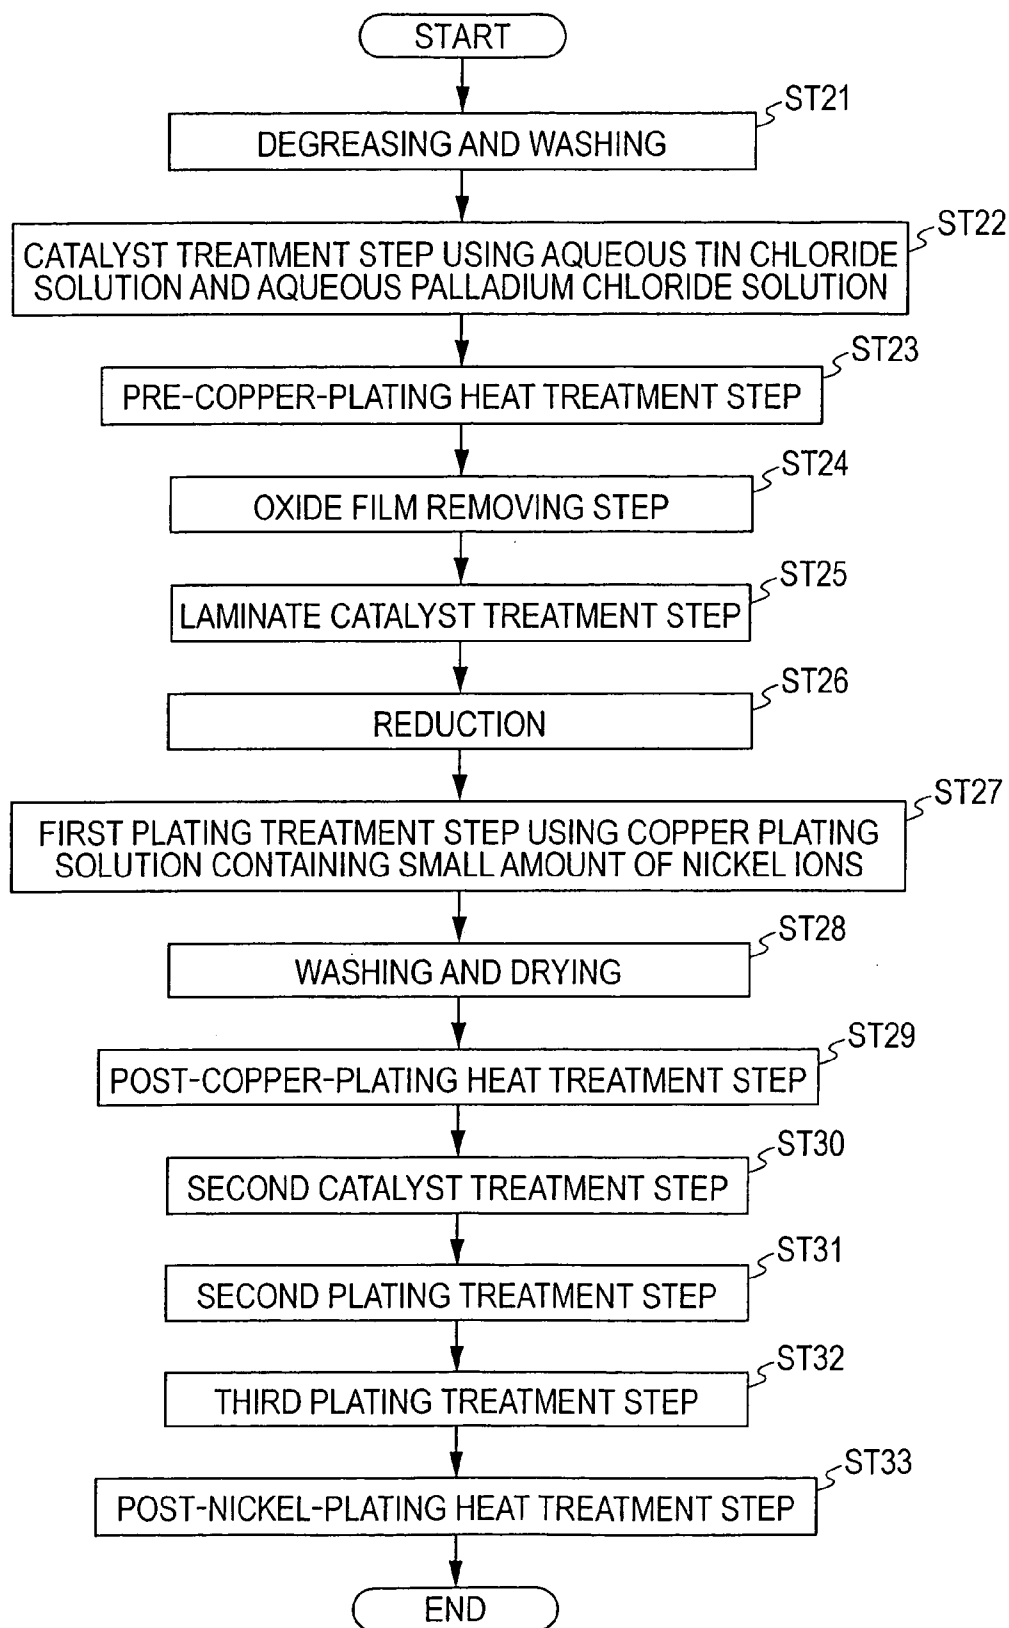 START
ST21
DEGREASING AND WASHING
ST22
CATALYST TREATMENT STEP USING AQUEOUS TIN CHLORIDE
SOLUTION AND AQUEOUS PALLADIUM CHLORIDE SOLUTION
ST23
PRE-COPPER-PLATING HEAT TREATMENT STEP
ST24
OXIDE FILM REMOVING STEP
ST25
LAMINATE CATALYST TREATMENT STEP
ST26
REDUCTION
ST27
FIRST PLATING TREATMENT STEP USING COPPER PLATING
SOLUTION CONTAINING SMALL AMOUNT OF NICKEL IONS
ST28
WASHING AND DRYING
ST29
POST-COPPER-PLATING HEAT TREATMENT STEP
ST30
SECOND CATALYST TREATMENT STEP
ST31
SECOND PLATING TREATMENT STEP
ST32
THIRD PLATING TREATMENT STEP
ST33
POST-NICKEL-PLATING HEAT TREATMENT STEP
END